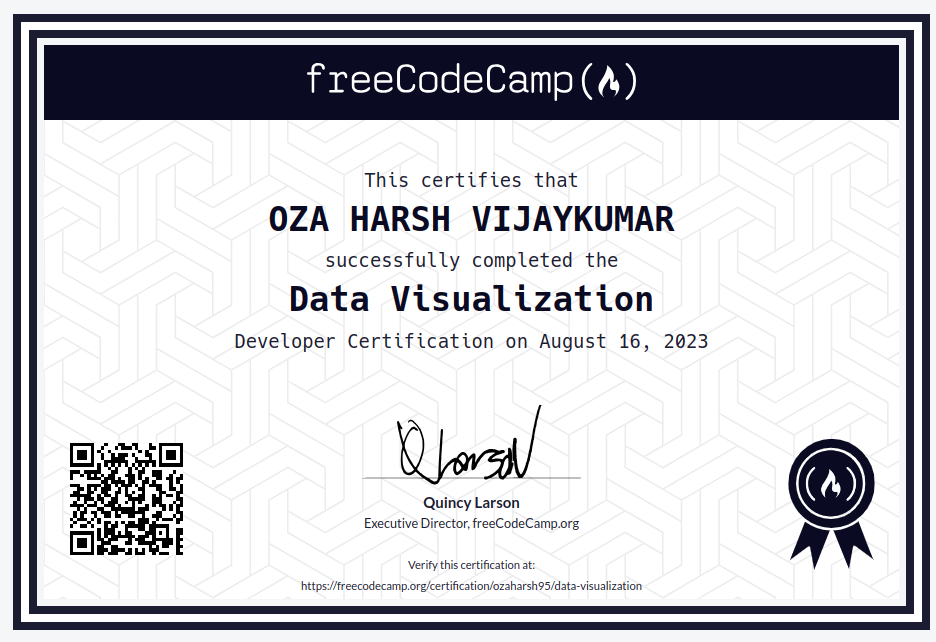 freeCodeCamp
This certifies that
OZA HARSH VIJAYKUMAR
successfully completed the
Data Visualization
Developer Certification on August 16, 2023
QLarson
Quincy Larson
Executive Director, freeCodeCamp.org
Verify this certification at:
https://freecodecamp.org/certification/ozaharsh95/data-visualization